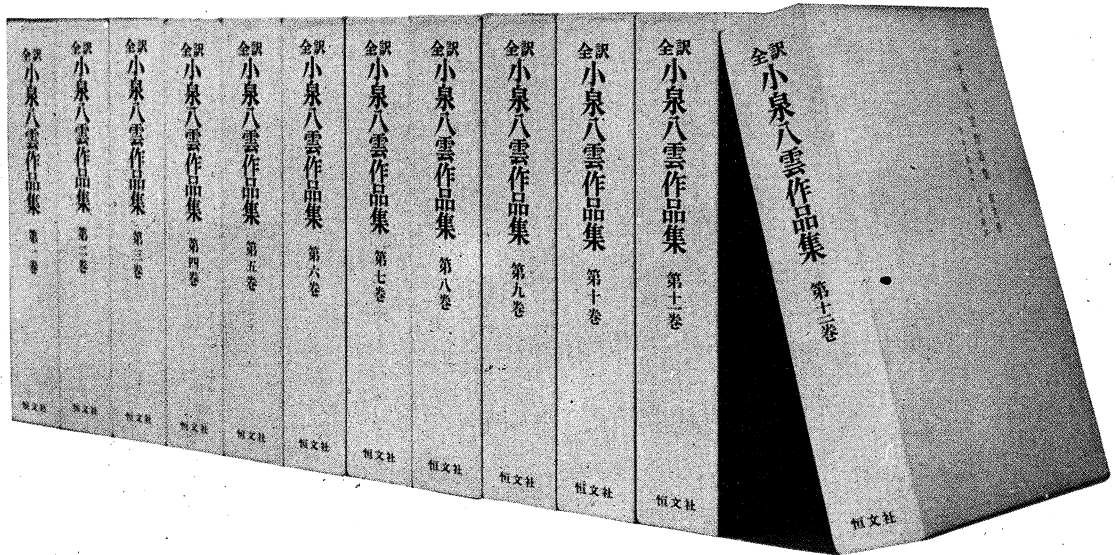 全訳 小泉八雲作品集 第一巻 恒文社
全訳 小泉八雲作品集 第二巻 恒文社
全訳 小泉八雲作品集 第三巻 恒文社
全訳 小泉八雲作品集 第四巻 恒文社
全訳 小泉八雲作品集 第五巻 恒文社
全訳 小泉八雲作品集 第六巻 恒文社
全訳 小泉八雲作品集 第七巻 恒文社
全訳 小泉八雲作品集 第八巻 恒文社
全訳 小泉八雲作品集 第九巻 恒文社
全訳 小泉八雲作品集 第十巻 恒文社
全訳 小泉八雲作品集 第十一巻 恒文社
全訳 小泉八雲作品集 第十二巻 恒文社